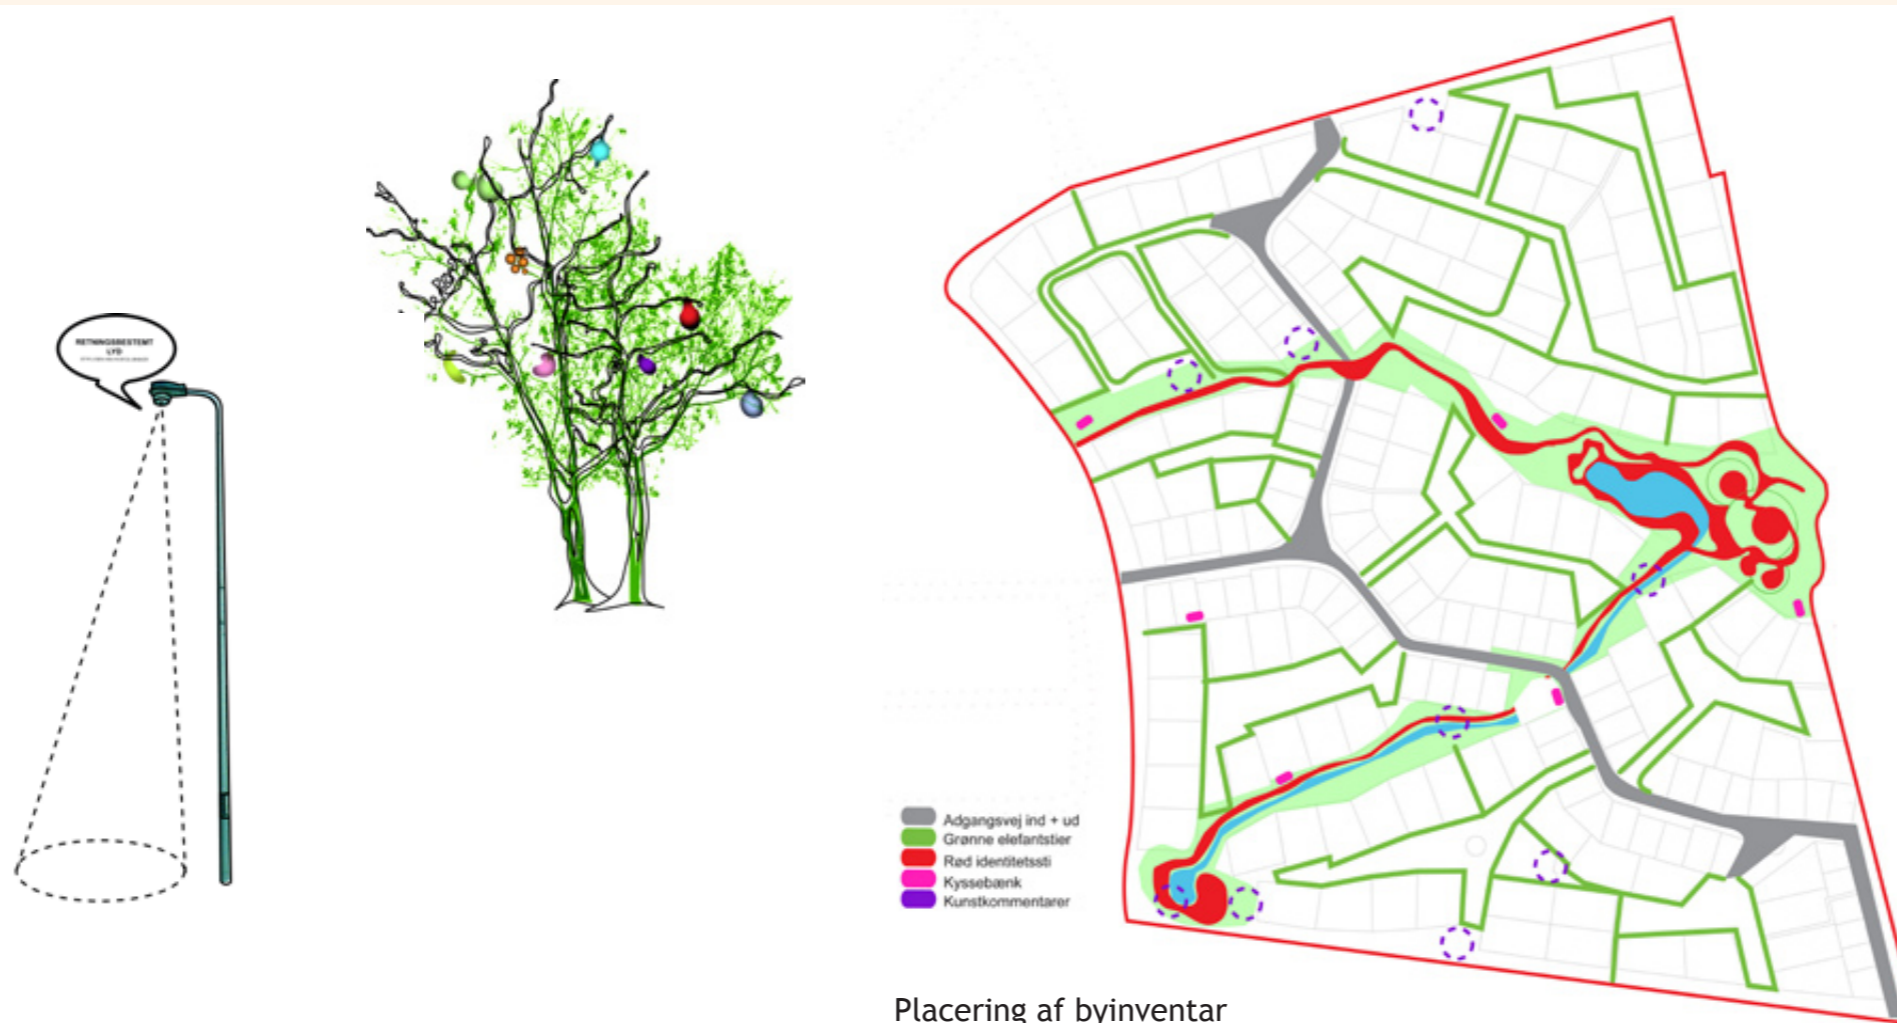 RETNINGSBESTEMT
LYD
Adgangsvej ind + ud
Grønne elefantstier
Rød identitetssti
Kyssebænk
Kunstkommentarer
Placering af byinventar